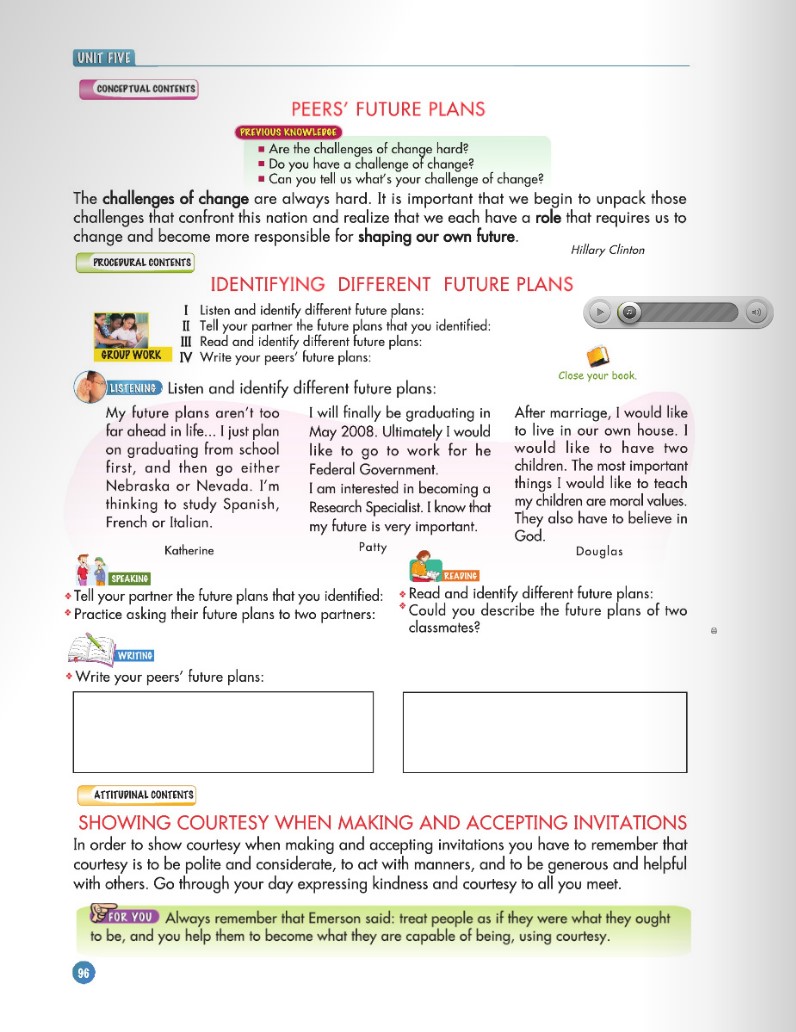 UNIT FIVE
CONCEPTUAL CONTENTS
PEERS' FUTURE PLANS
PREVIOUS KNOWLEDGE
Are the challenges of change hard?
Do you have a challenge of change?
Can you tell us what's your challenge of change?
The challenges of change are always hard. It is important that we begin to unpack those
challenges that confront this nation and realize that we each have a role that requires us to
change and become more responsible for shaping our own future.
Hillary Clinton
PROCEDURAL CONTENTS
IDENTIFYING DIFFERENT FUTURE PLANS
I Listen and identify different future plans:
II Tell your partner the future plans that you identified:
III Read and identify different future plans:
IV Write your peers' future plans:
GROUP WORK
Close your book.
LISTENING Listen and identify different future plans:
My future plans aren't too
far ahead in life... I just plan
on graduating from school
first, and then go either
Nebraska or Nevada. I'm
thinking to study Spanish,
French or Italian.
Katherine
I will finally be graduating in
May 2008. Ultimately I would
like to go to work for he
Federal Government.
I am interested in becoming a
Research Specialist. I know that
my future is very important.
Patty
After marriage, I would like
to live in our own house. I
would like to have two
children. The most important
things I would like to teach
my children are moral values.
They also have to believe in
God.
Douglas
SPEAKING
Tell your partner the future plans that you identified:
Practice asking their future plans to two partners:
READING
Read and identify different future plans:
Could you describe the future plans of two
classmates?
WRITING
Write your peers' future plans:
ATTITUDINAL CONTENTS
SHOWING COURTESY WHEN MAKING AND ACCEPTING INVITATIONS
In order to show courtesy when making and accepting invitations you have to remember that
courtesy is to be polite and considerate, to act with manners, and to be generous and helpful
with others. Go through your day expressing kindness and courtesy to all you meet.
FOR YOU Always remember that Emerson said: treat people as if they were what they ought
to be, and you help them to become what they are capable of being, using courtesy.
96